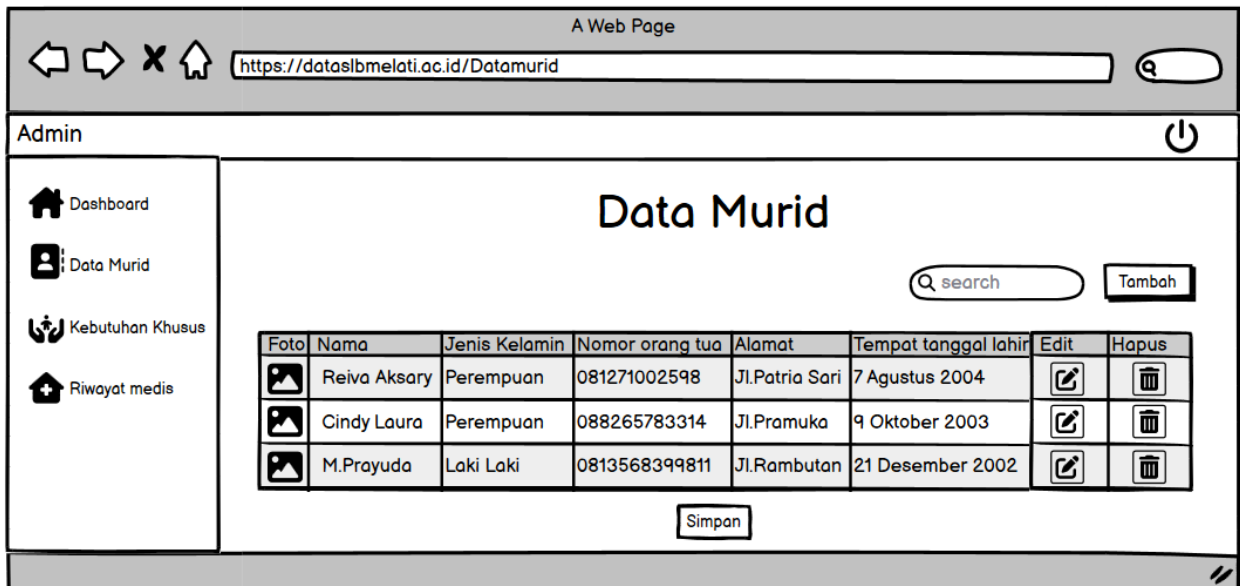 A Web Page
https://dataslbmelati.ac.id/Datamurid
Admin
Dashboard
Data Murid
Kebutuhan Khusus
Riwayat medis
Data Murid
search
Tambah
Foto Nama Jenis Kelamin Nomor orang tua Alamat Tempat tanggal lahir Edit Hapus
Reiva Aksary Perempuan 081271002598 Jl.Patria Sari 7 Agustus 2004
Cindy Laura Perempuan 088265783314 Jl.Pramuka 9 Oktober 2003
M.Prayuda Laki Laki 0813568399811 Jl.Rambutan 21 Desember 2002
Simpan